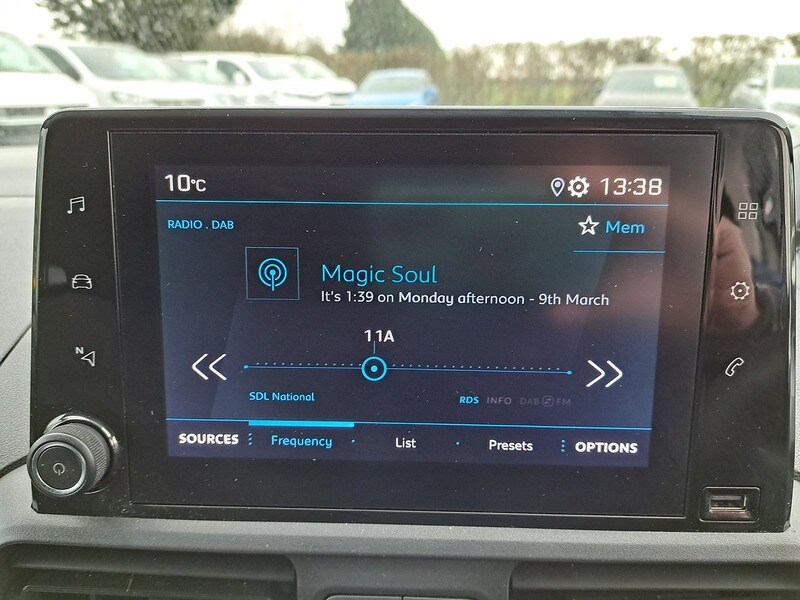 10°C 13:38
RADIO . DAB Mem
Magic Soul
It's 1:39 on Monday afternoon - 9th March
11A
SDL National RDS INFO DAB FM
SOURCES Frequency List Presets OPTIONS
N